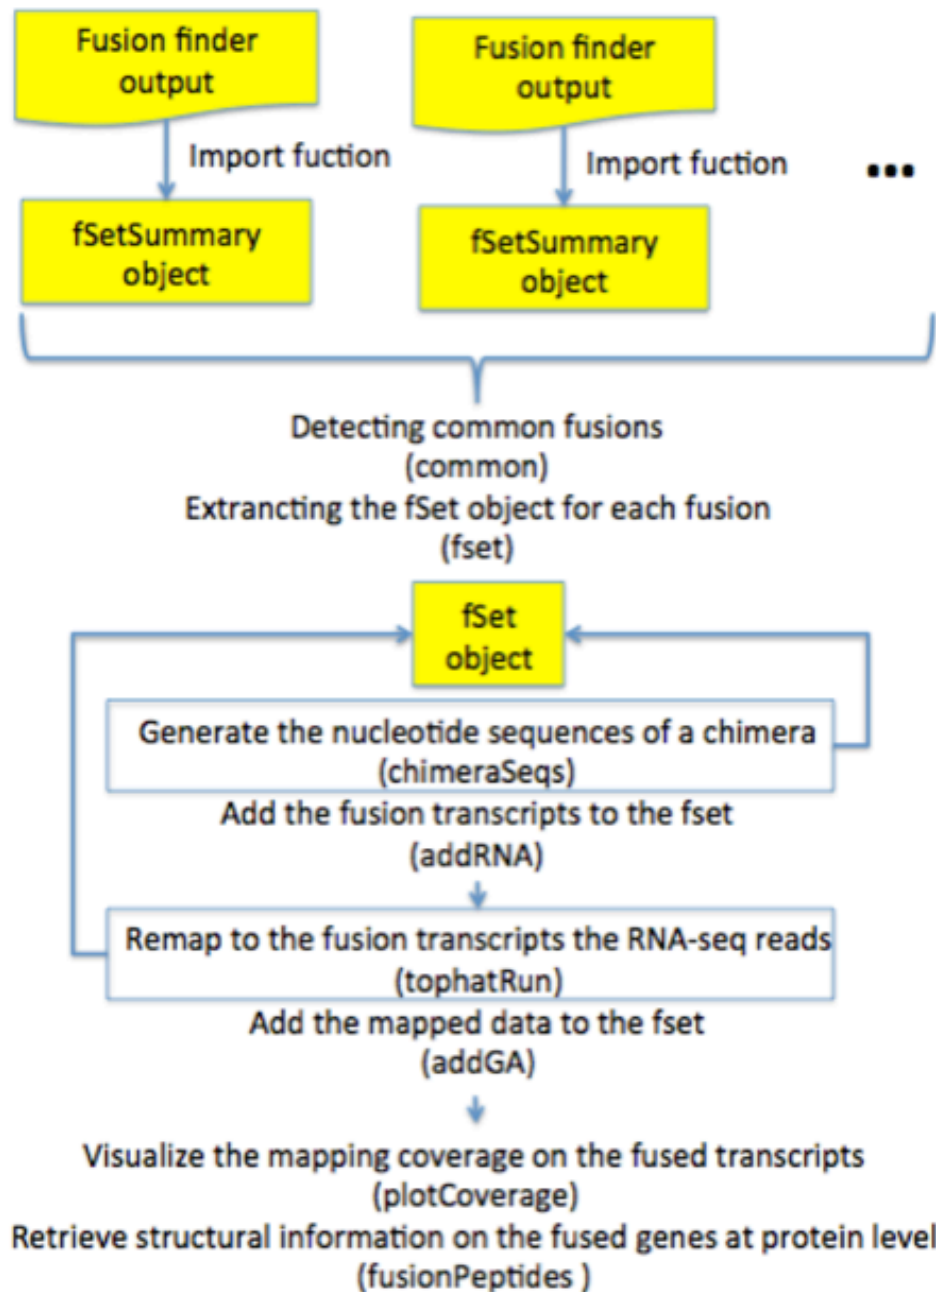 Fusion finder
output
Fusion finder
output
Import fuction
Import fuction
...
fSetSummary
object
fSetSummary
object
Detecting common fusions
(common)
Extrancting the fSet object for each fusion
(fset)
fSet
object
Generate the nucleotide sequences of a chimera
(chimeraSeqs)
Add the fusion transcripts to the fset
(addRNA)
Remap to the fusion transcripts the RNA-seq reads
(tophatRun)
Add the mapped data to the fset
(addGA)
Visualize the mapping coverage on the fused transcripts
(plotCoverage)
Retrieve structural information on the fused genes at protein level
(fusionPeptides )